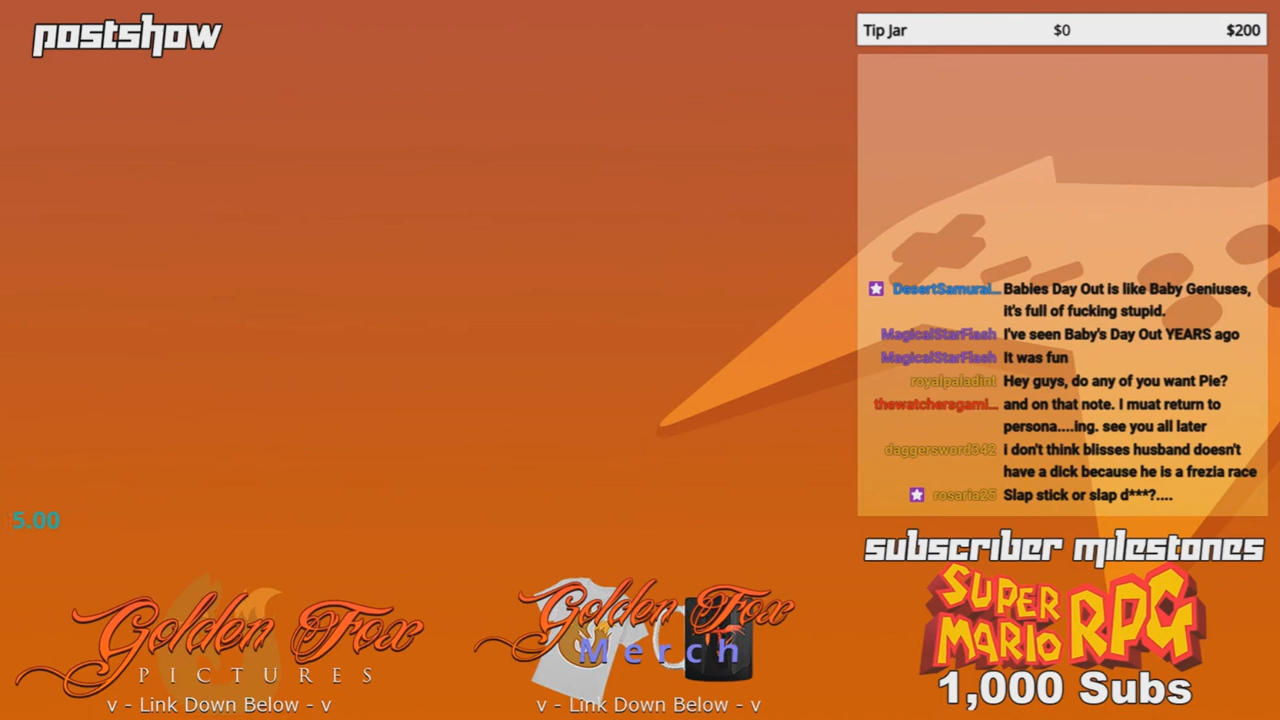 postshow
Tip Jar $0 $200
DesertSamurai... Babies Day Out is like Baby Geniuses,
it's full of fucking stupid.
MagicalStarFlash I've seen Baby's Day Out YEARS ago
MagicalStarFlash It was fun
royalpaladint Hey guys, do any of you want Pie?
thewatchersgami... and on that note. I muat return to
persona....ing. see you all later
daggersword342 i don't think blisses husband doesn't
have a dick because he is a frezia race
rosaria25 Slap stick or slap d***?....
5.00
subscriber milestones
SUPER
MARIO RPG
1,000 Subs
Golden Fox
PICTURES
v - Link Down Below - v
Golden Fox
Merch
v - Link Down Below - v